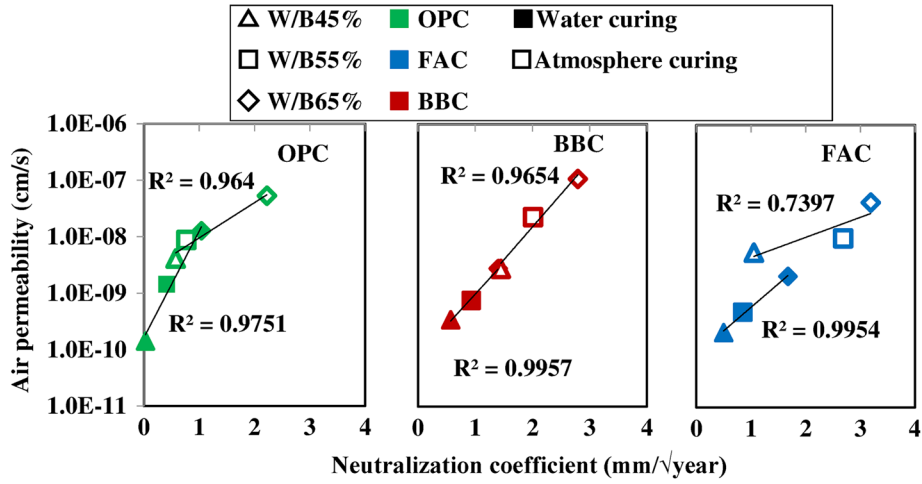 W/B45% OPC Water curing
W/B55% FAC Atmosphere curing
W/B65% BBC
Air permeability (cm/s)
1.0E-06
1.0E-07
1.0E-08
1.0E-09
1.0E-10
1.0E-11
OPC
R² = 0.964
R² = 0.9751
0 1 2 3 4
BBC
R² = 0.9654
R² = 0.9957
0 1 2 3 4
FAC
R² = 0.7397
R² = 0.9954
0 1 2 3 4
Neutralization coefficient (mm/√year)